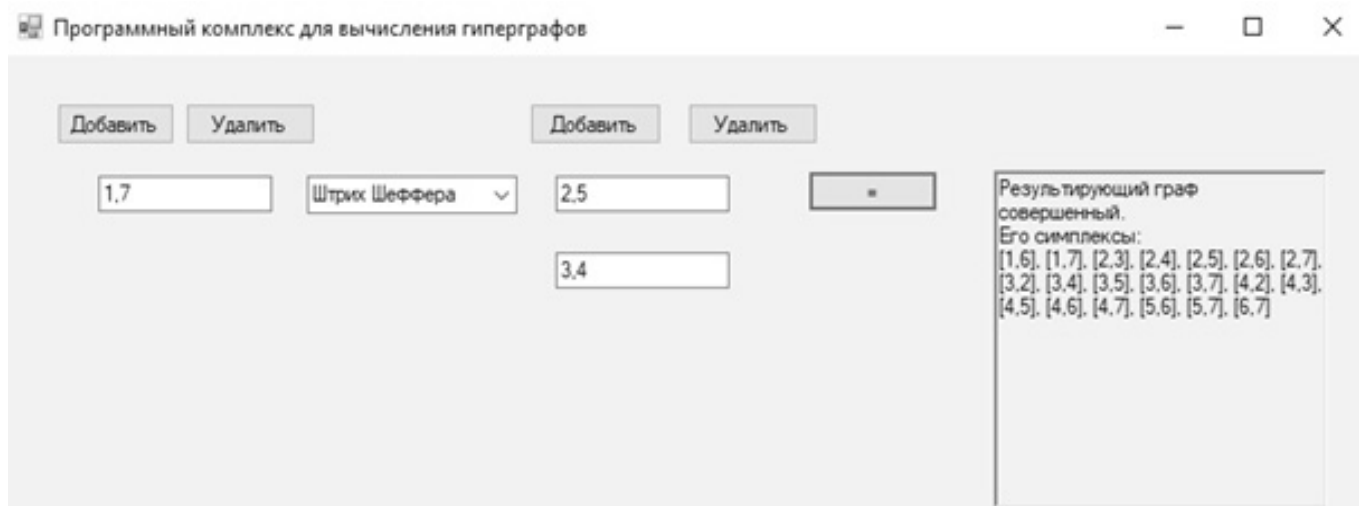 Программный комплекс для вычисления гиперграфов
Добавить Удалить Добавить Удалить
1,7 Штрих Шеффера 2,5 =
3,4
Результирующий граф
совершенный.
Его симплексы:
[1,6], [1,7], [2,3], [2,4], [2,5], [2,6], [2,7],
[3,2], [3,4], [3,5], [3,6], [3,7], [4,2], [4,3],
[4,5], [4,6], [4,7], [5,6], [5,7], [6,7]